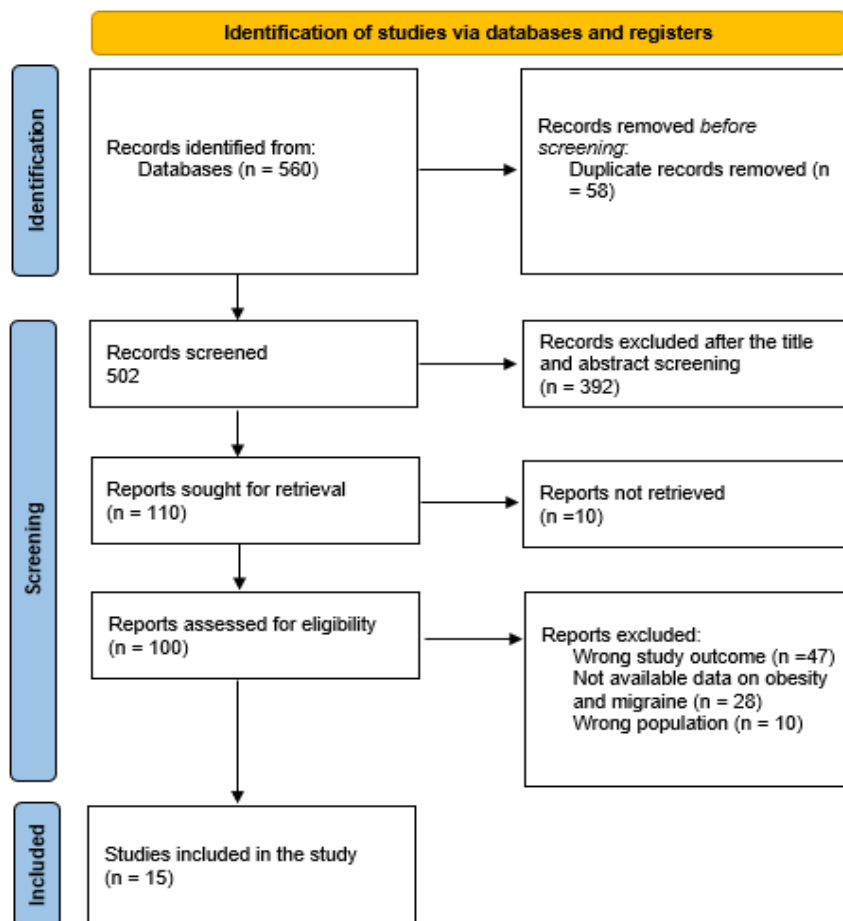 Identification of studies via databases and registers
Identification
Records identified from:
Databases (n = 560)
Records removed before
screening:
Duplicate records removed (n
= 58)
Screening
Records screened
502
Records excluded after the title
and abstract screening
(n = 392)
Reports sought for retrieval
(n = 110)
Reports not retrieved
(n =10)
Reports assessed for eligibility
(n = 100)
Reports excluded:
Wrong study outcome (n =47)
Not available data on obesity
and migraine (n = 28)
Wrong population (n = 10)
Included
Studies included in the study
(n = 15)